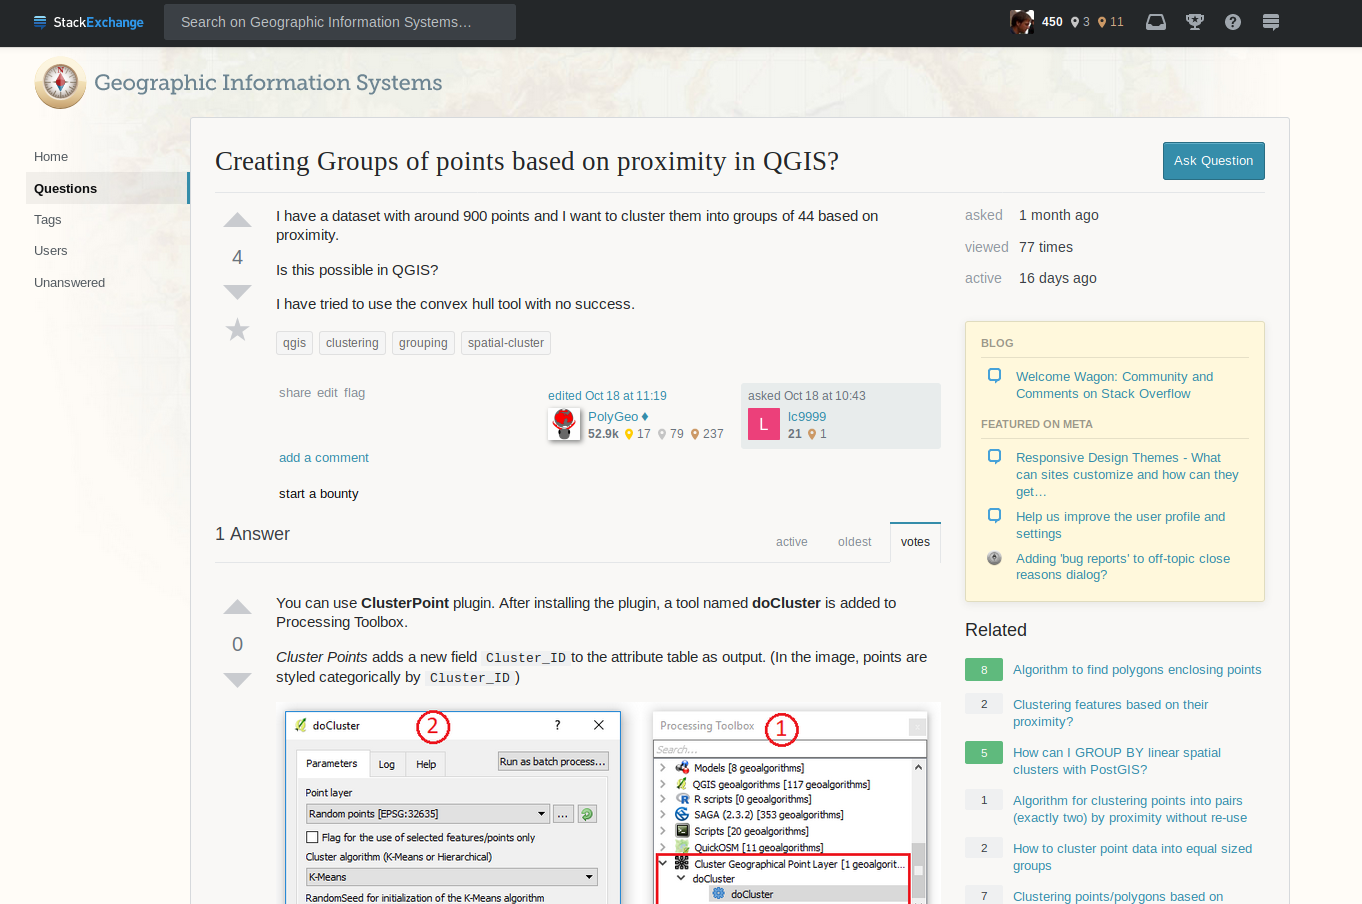 StackExchange
Search on Geographic Information Systems...
450 3 11
Geographic Information Systems
Home
Questions
Tags
Users
Unanswered
Creating Groups of points based on proximity in QGIS?
Ask Question
4
I have a dataset with around 900 points and I want to cluster them into groups of 44 based on
proximity.
Is this possible in QGIS?
I have tried to use the convex hull tool with no success.
qgis clustering grouping spatial-cluster
share edit flag
edited Oct 18 at 11:19
PolyGeo ♦
52.9k 17 79 237
asked Oct 18 at 10:43
L
lc9999
21 1
add a comment
start a bounty
1 Answer
active oldest votes
0
You can use ClusterPoint plugin. After installing the plugin, a tool named doCluster is added to
Processing Toolbox.
Cluster Points adds a new field Cluster_ID to the attribute table as output. (In the image, points are
styled categorically by Cluster_ID )
doCluster 2 ?
Parameters Log Help Run as batch process...
Point layer
Random points [EPSG:32635] ...
Flag for the use of selected features/points only
Cluster algorithm (K-Means or Hierarchical)
K-Means
RandomSeed for initialization of the K-Means algorithm
Processing Toolbox 1
Search...
Models [8 geoalgorithms]
QGIS geoalgorithms [117 geoalgorithms]
R scripts [0 geoalgorithms]
SAGA (2.3.2) [353 geoalgorithms]
Scripts [20 geoalgorithms]
QuickOSM [11 geoalgorithms]
Cluster Geographical Point Layer [1 geoalgorit...
doCluster
doCluster
asked 1 month ago
viewed 77 times
active 16 days ago
BLOG
Welcome Wagon: Community and
Comments on Stack Overflow
FEATURED ON META
Responsive Design Themes - What
can sites customize and how can they
get…
Help us improve the user profile and
settings
Adding 'bug reports' to off-topic close
reasons dialog?
Related
8 Algorithm to find polygons enclosing points
2 Clustering features based on their
proximity?
5 How can I GROUP BY linear spatial
clusters with PostGIS?
1 Algorithm for clustering points into pairs
(exactly two) by proximity without re-use
2 How to cluster point data into equal sized
groups
7 Clustering points/polygons based on